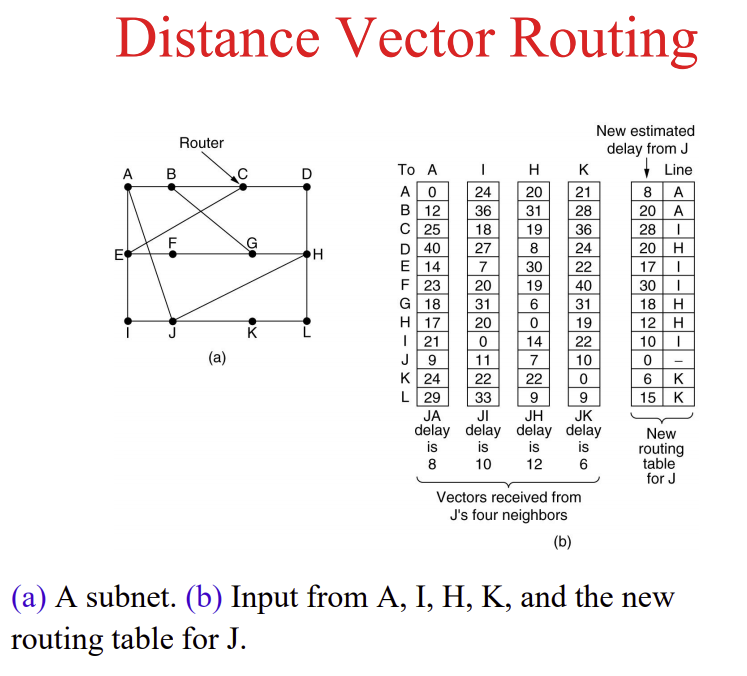 Distance Vector Routing
Router
A B C D
E F G H
I J K L
(a)
New estimated
delay from J
To A I H K Line
A 0 24 20 21 8 A
B 12 36 31 28 20 A
C 25 18 19 36 28 I
D 40 27 8 24 20 H
E 14 7 30 22 17 I
F 23 20 19 40 30 I
G 18 31 6 31 18 H
H 17 20 0 19 12 H
I 21 0 14 22 10 I
J 9 11 7 10 0 –
K 24 22 22 0 6 K
L 29 33 9 9 15 K
JA JI JH JK
delay delay delay delay
is is is is
8 10 12 6
New
routing
table
for J
Vectors received from
J's four neighbors
(b)
(a) A subnet. (b) Input from A, I, H, K, and the new
routing table for J.